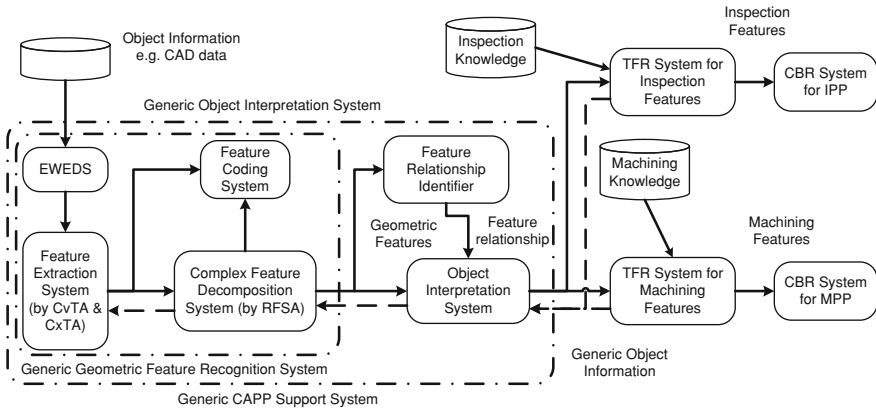 Object Information
e.g. CAD data
Inspection
Knowledge
Inspection
Features
TFR System for
Inspection
Features
CBR System
for IPP
Generic Object Interpretation System
EWEDS
Feature
Coding
System
Feature
Relationship
Identifier
Machining
Knowledge
Geometric
Features
Feature
relationship
Machining
Features
Feature
Extraction
System
(by CvTA &
CxTA)
Complex Feature
Decomposition
System (by RFSA)
Object
Interpretation
System
TFR System for
Machining
Features
CBR System
for MPP
Generic Geometric Feature Recognition System
Generic Object
Information
Generic CAPP Support System